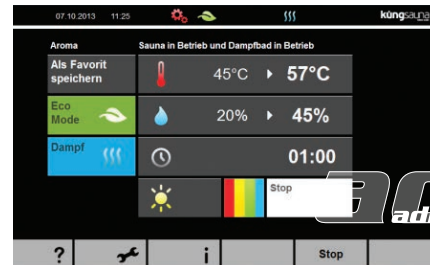 07.10.2013 11:25 küngsauna
Aroma Sauna in Betrieb und Dampfbad in Betrieb
Als Favorit
speichern
45°C 57°C
Eco
Mode
20% 45%
Dampf
01:00
Stop
? i Stop